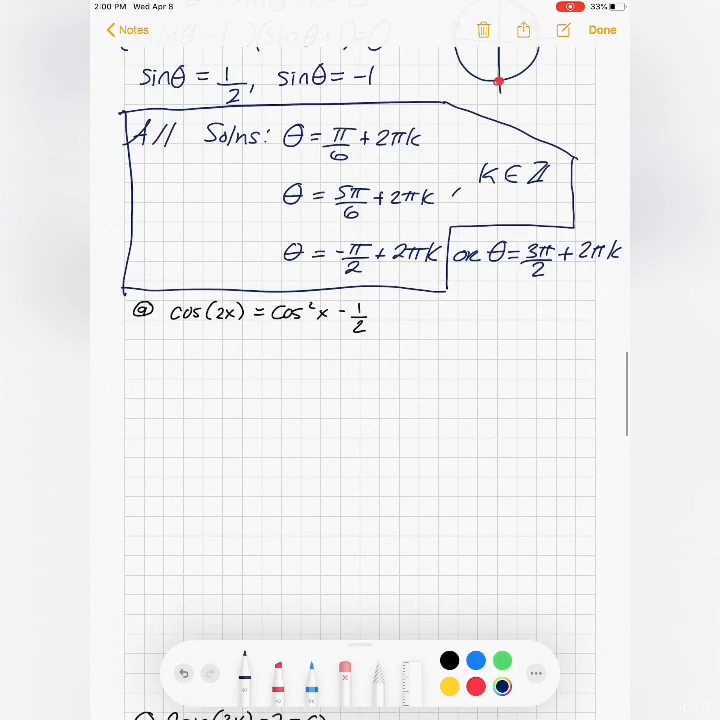 2:00 PM Wed Apr 8
33%
Notes
Done
sinθ = 1/2, sinθ = -1
All Solns: θ = π/6 + 2πk
θ = 5π/6 + 2πk, k ∈ ℤ
θ = -π/2 + 2πk or θ = 3π/2 + 2πk
ⓐ cos(2x) = cos²x - 1/2